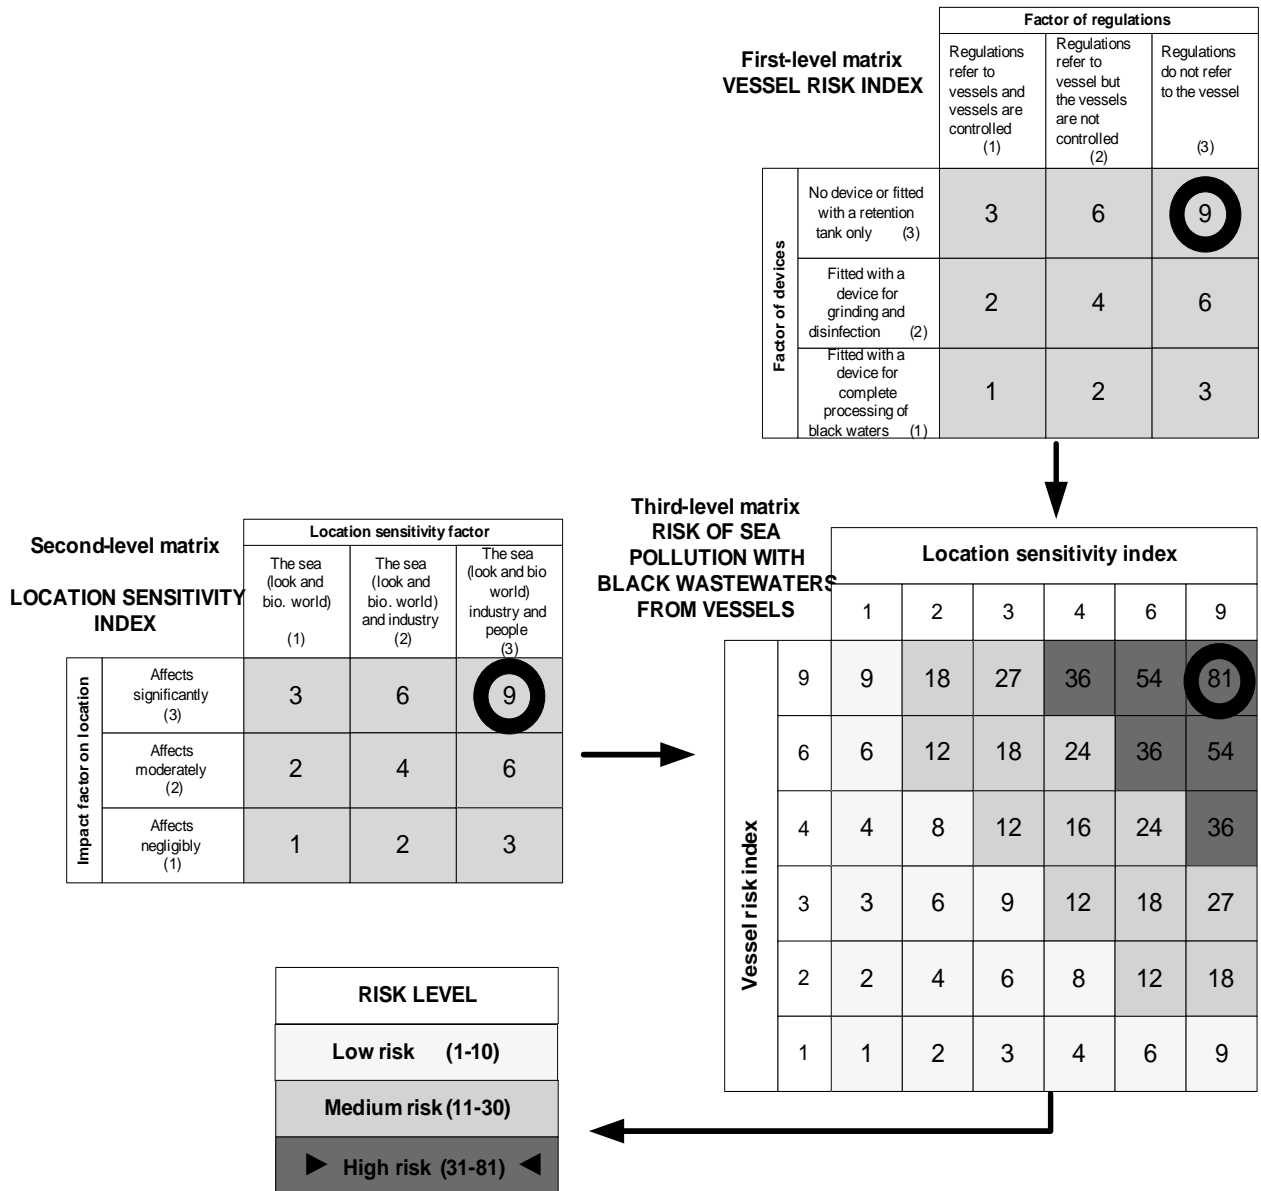 First-level matrix
VESSEL RISK INDEX
Factor of regulations
Regulations
refer to
vessels and
vessels are
controlled
(1)
Regulations
refer to
vessel but
the vessels
are not
controlled
(2)
Regulations
do not refer
to the vessel
(3)
Factor of devices
No device or fitted
with a retention
tank only (3)
3 6 9
Fitted with a
device for
grinding and
disinfection (2)
2 4 6
Fitted with a
device for
complete
processing of
black waters (1)
1 2 3
Second-level matrix
LOCATION SENSITIVITY
INDEX
Location sensitivity factor
The sea
(look and
bio. world)
(1)
The sea
(look and
bio. world)
and industry
(2)
The sea
(look and bio
world)
industry and
people
(3)
Impact factor on location
Affects
significantly
(3)
3 6 9
Affects
moderately
(2)
2 4 6
Affects
negligibly
(1)
1 2 3
Third-level matrix
RISK OF SEA
POLLUTION WITH
BLACK WASTEWATERS
FROM VESSELS
Location sensitivity index
1 2 3 4 6 9
Vessel risk index
9 9 18 27 36 54 81
6 6 12 18 24 36 54
4 4 8 12 16 24 36
3 3 6 9 12 18 27
2 2 4 6 8 12 18
1 1 2 3 4 6 9
RISK LEVEL
Low risk (1-10)
Medium risk (11-30)
High risk (31-81)